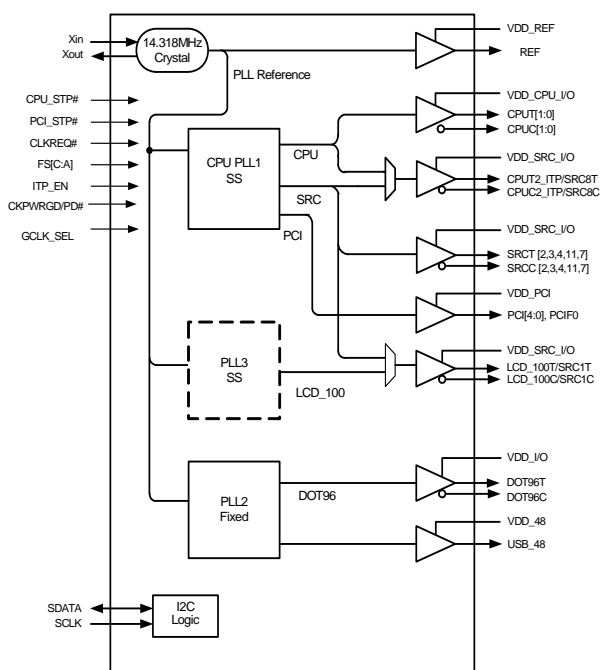 Xin
Xout
14.318MHz
Crystal
VDD_REF
REF
PLL Reference
CPU_STP#
PCI_STP#
CLKREQ#
FS[C:A]
ITP_EN
CKPWRGD/PD#
GCLK_SEL
CPU PLL1
SS
CPU
SRC
PCI
VDD_CPU_I/O
CPUT[1:0]
CPUC[1:0]
VDD_SRC_I/O
CPUT2_ITP/SRC8T
CPUC2_ITP/SRC8C
VDD_SRC_I/O
SRCT [2,3,4,11,7]
SRCC [2,3,4,11,7]
VDD_PCI
PCI[4:0], PCIF0
PLL3
SS
LCD_100
VDD_SRC_I/O
LCD_100T/SRC1T
LCD_100C/SRC1C
PLL2
Fixed
DOT96
VDD_I/O
DOT96T
DOT96C
VDD_48
USB_48
SDATA
SCLK
I2C
Logic